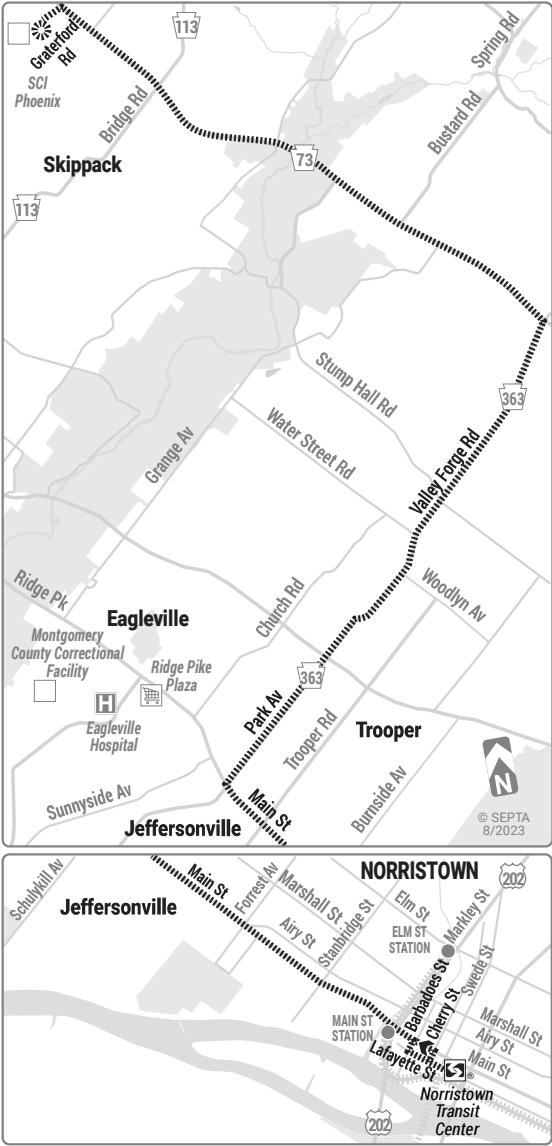 113
Graterford
Rd
SCI
Phoenix
Bridge Rd
Spring Rd
Bustard Rd
Skippack
73
113
363
Stump Hall Rd
Water Street Rd
Valley Forge Rd
Grange Av
Woodlyn Av
Ridge Pk
Eagleville
Church Rd
Montgomery
County Correctional
Facility
Ridge Pike
Plaza
H
Eagleville
Hospital
363
Park Av
Trooper Rd
Trooper
Burnside Av
N
© SEPTA
8/2023
Sunnyside Av
Main St
Jeffersonville
NORRISTOWN
202
Schuylkill Av
Jeffersonville
Main St
Forrest Av
Marshall St
Airy St
Stanbridge St
Elm St
ELM ST
STATION
Markley St
Swede St
Barbadoes St
Cherry St
MAIN ST
STATION
Lafayette St
Marshall St
Airy St
Main St
®
Norristown
Transit
Center
202